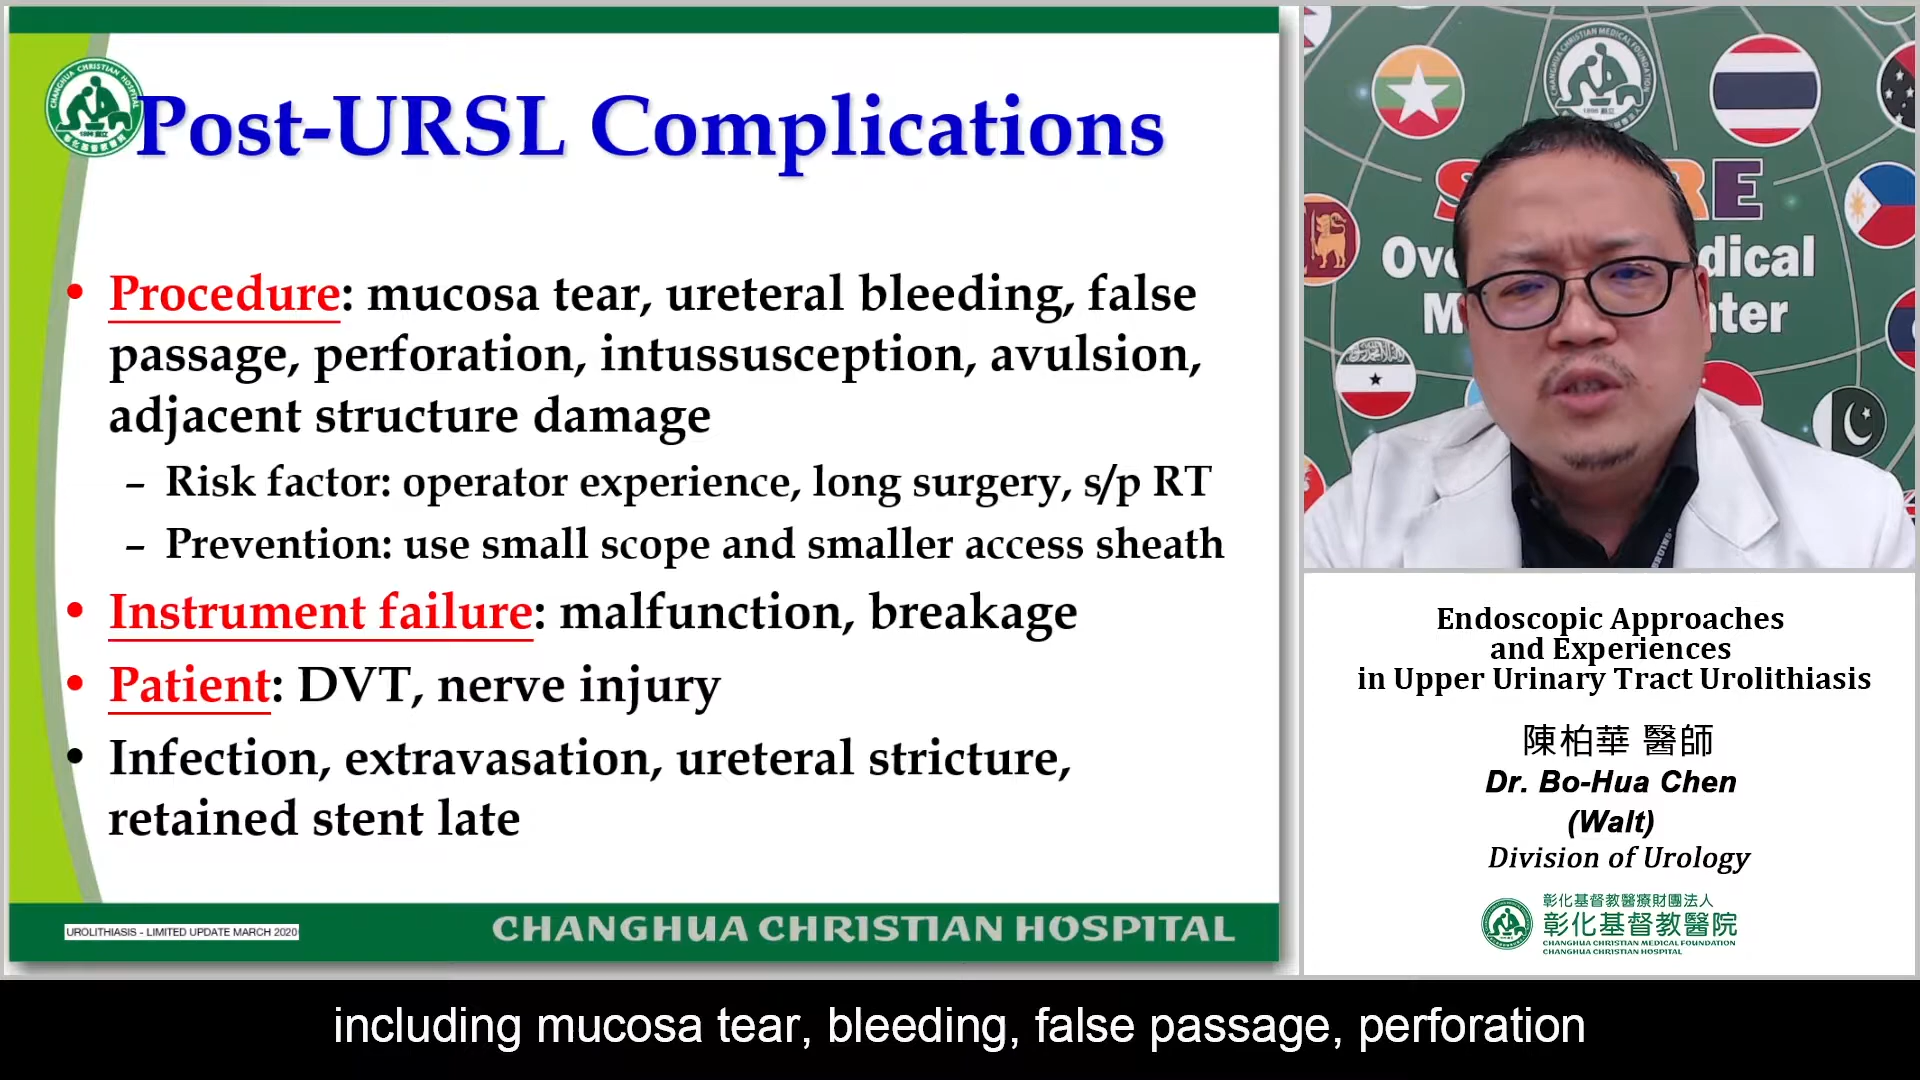 Post-URSL Complications
• Procedure: mucosa tear, ureteral bleeding, false
passage, perforation, intussusception, avulsion,
adjacent structure damage
– Risk factor: operator experience, long surgery, s/p RT
– Prevention: use small scope and smaller access sheath
• Instrument failure: malfunction, breakage
• Patient: DVT, nerve injury
• Infection, extravasation, ureteral stricture,
retained stent late
UROLITHIASIS - LIMITED UPDATE MARCH 2020
CHANGHUA CHRISTIAN HOSPITAL
Endoscopic Approaches
and Experiences
in Upper Urinary Tract Urolithiasis
陳柏華 醫師
Dr. Bo-Hua Chen
(Walt)
Division of Urology
彰化基督教醫療財團法人
彰化基督教醫院
CHANGHUA CHRISTIAN MEDICAL FOUNDATION
CHANGHUA CHRISTIAN HOSPITAL
including mucosa tear, bleeding, false passage, perforation